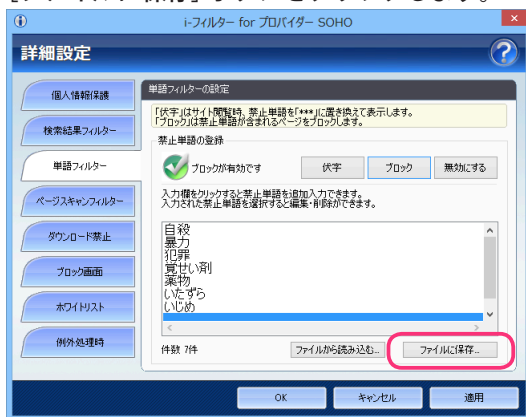 [ファイルに保存]ボタンをクリックします。
i-フィルター for プロバイダー SOHO
詳細設定
個人情報保護
検索結果フィルター
単語フィルター
ページスキャンフィルター
ダウンロード禁止
ブロック画面
ホワイトリスト
例外処理時
単語フィルターの設定
「伏字」はサイト閲覧時、禁止単語を「***」に置き換えて表示します。
「ブロック」は禁止単語が含まれるページをブロックします。
禁止単語の登録
ブロックが有効です
伏字
ブロック
無効にする
入力欄をクリックすると禁止単語を追加入力できます。
入力された禁止単語を選択すると編集・削除ができます。
自殺
暴力
犯罪
覚せい剤
薬物
いたずら
いじめ
件数 7件
ファイルから読み込む...
ファイルに保存...
OK
キャンセル
適用